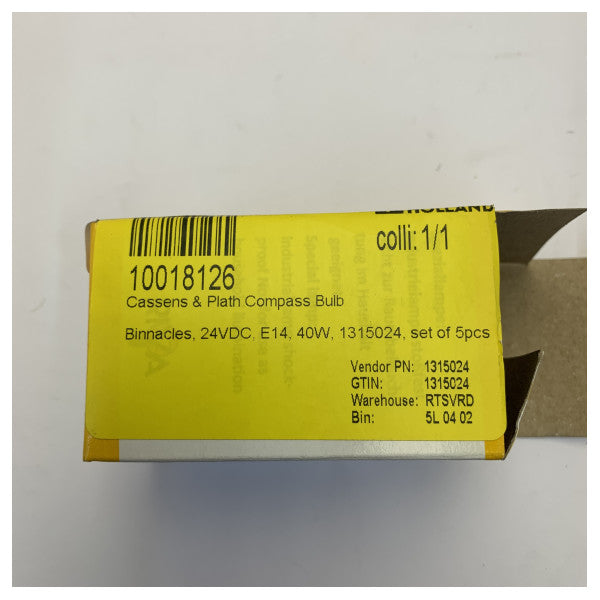 HOLLAND
colli: 1/1
10018126
Cassens & Plath Compass Bulb
Binnacles, 24VDC, E14, 40W, 1315024, set of 5pcs
Vendor PN: 1315024
GTIN: 1315024
Warehouse: RTSVRD
Bin: 5L 04 02